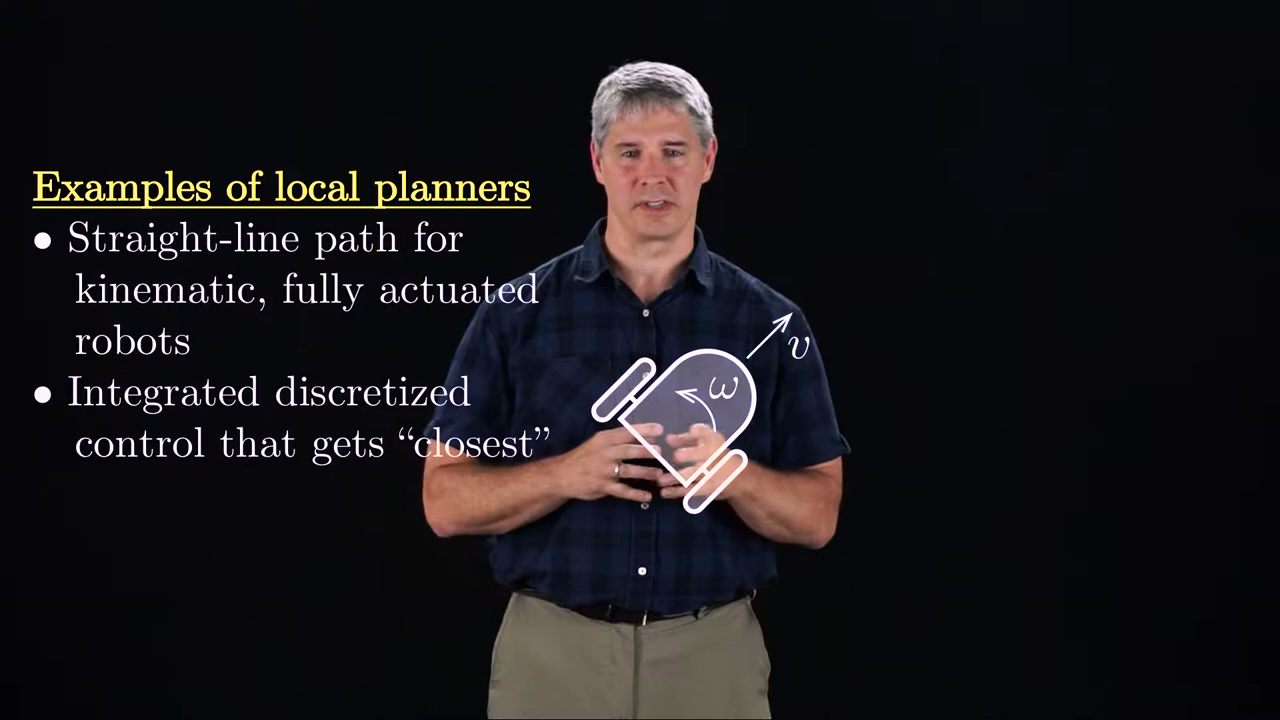 Examples of local planners
• Straight-line path for
kinematic, fully actuated
robots
• Integrated discretized
control that gets “closest”
v
ω